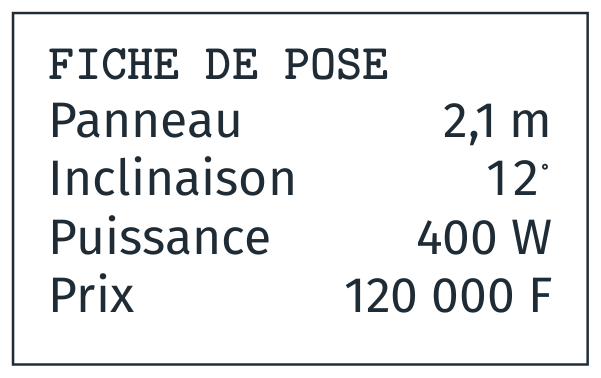 FICHE DE POSE
Panneau 2,1 m
Inclinaison 12°
Puissance 400 W
Prix 120 000 F